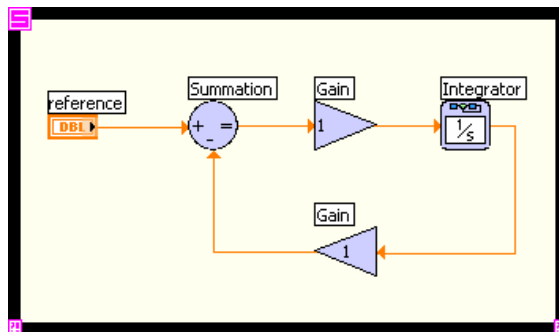 reference
DBL
Summation
+ - =
Gain
1
Integrator
1/s
Gain
1